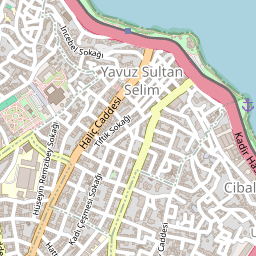 İncebel Sokağı
Yavuz Sultan
Selim
Haliç Caddesi
Tiftik Sokağı
Hüseyin Remzibey Sokağı
Kadı Çeşmesi Sokağı
Kadir Has
Cibal
Caddesi